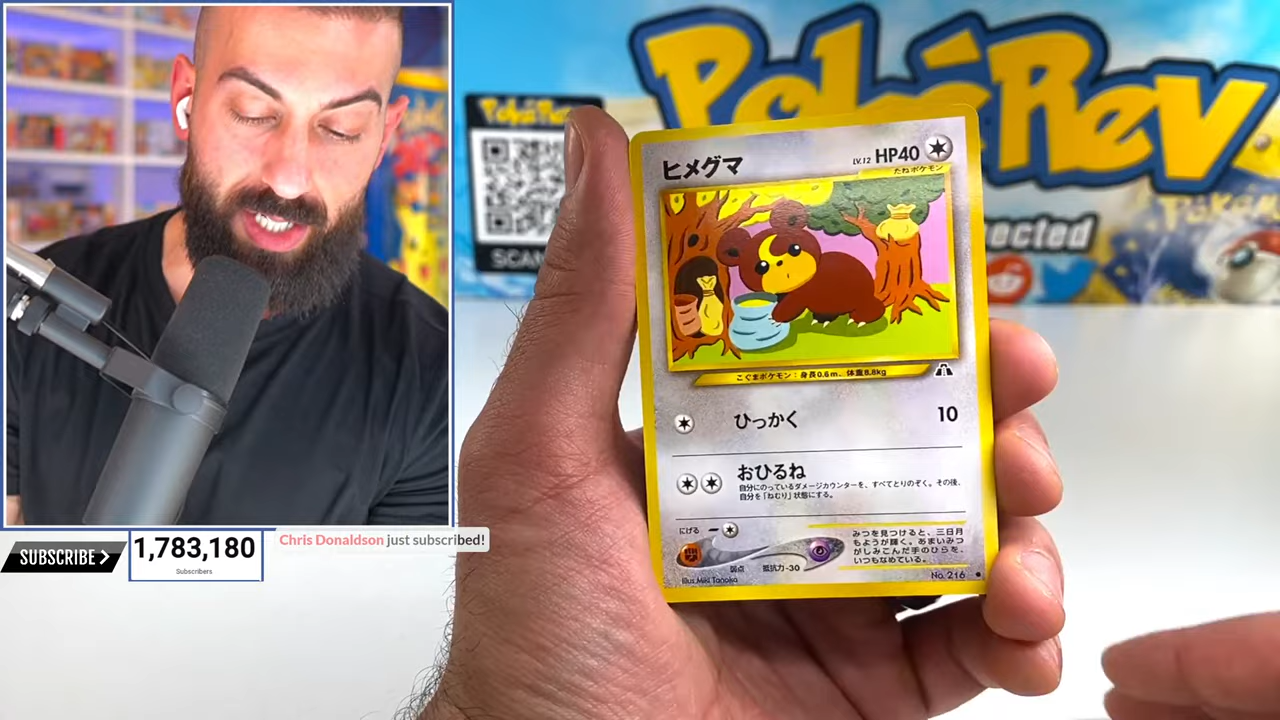 PokéRev
PokéRev
SCAN
nected
ヒメグマ
LV.12 HP40
たねポケモン
こぐまポケモン：身長0.6m、体重8.8kg
ひっかく 10
おひるね
自分にのっているダメージカウンターを、すべてとりのぞく。その後、
自分を「ねむり」状態にする。
にげる
弱点 抵抗力-30
みつを見つけると、三日月
もようが輝く。あまいみつ
がしみこんだ手のひらを、
いつもなめている。
Illus.Miki Tanaka
No. 216
SUBSCRIBE
1,783,180
Subscribers
Chris Donaldson just subscribed!